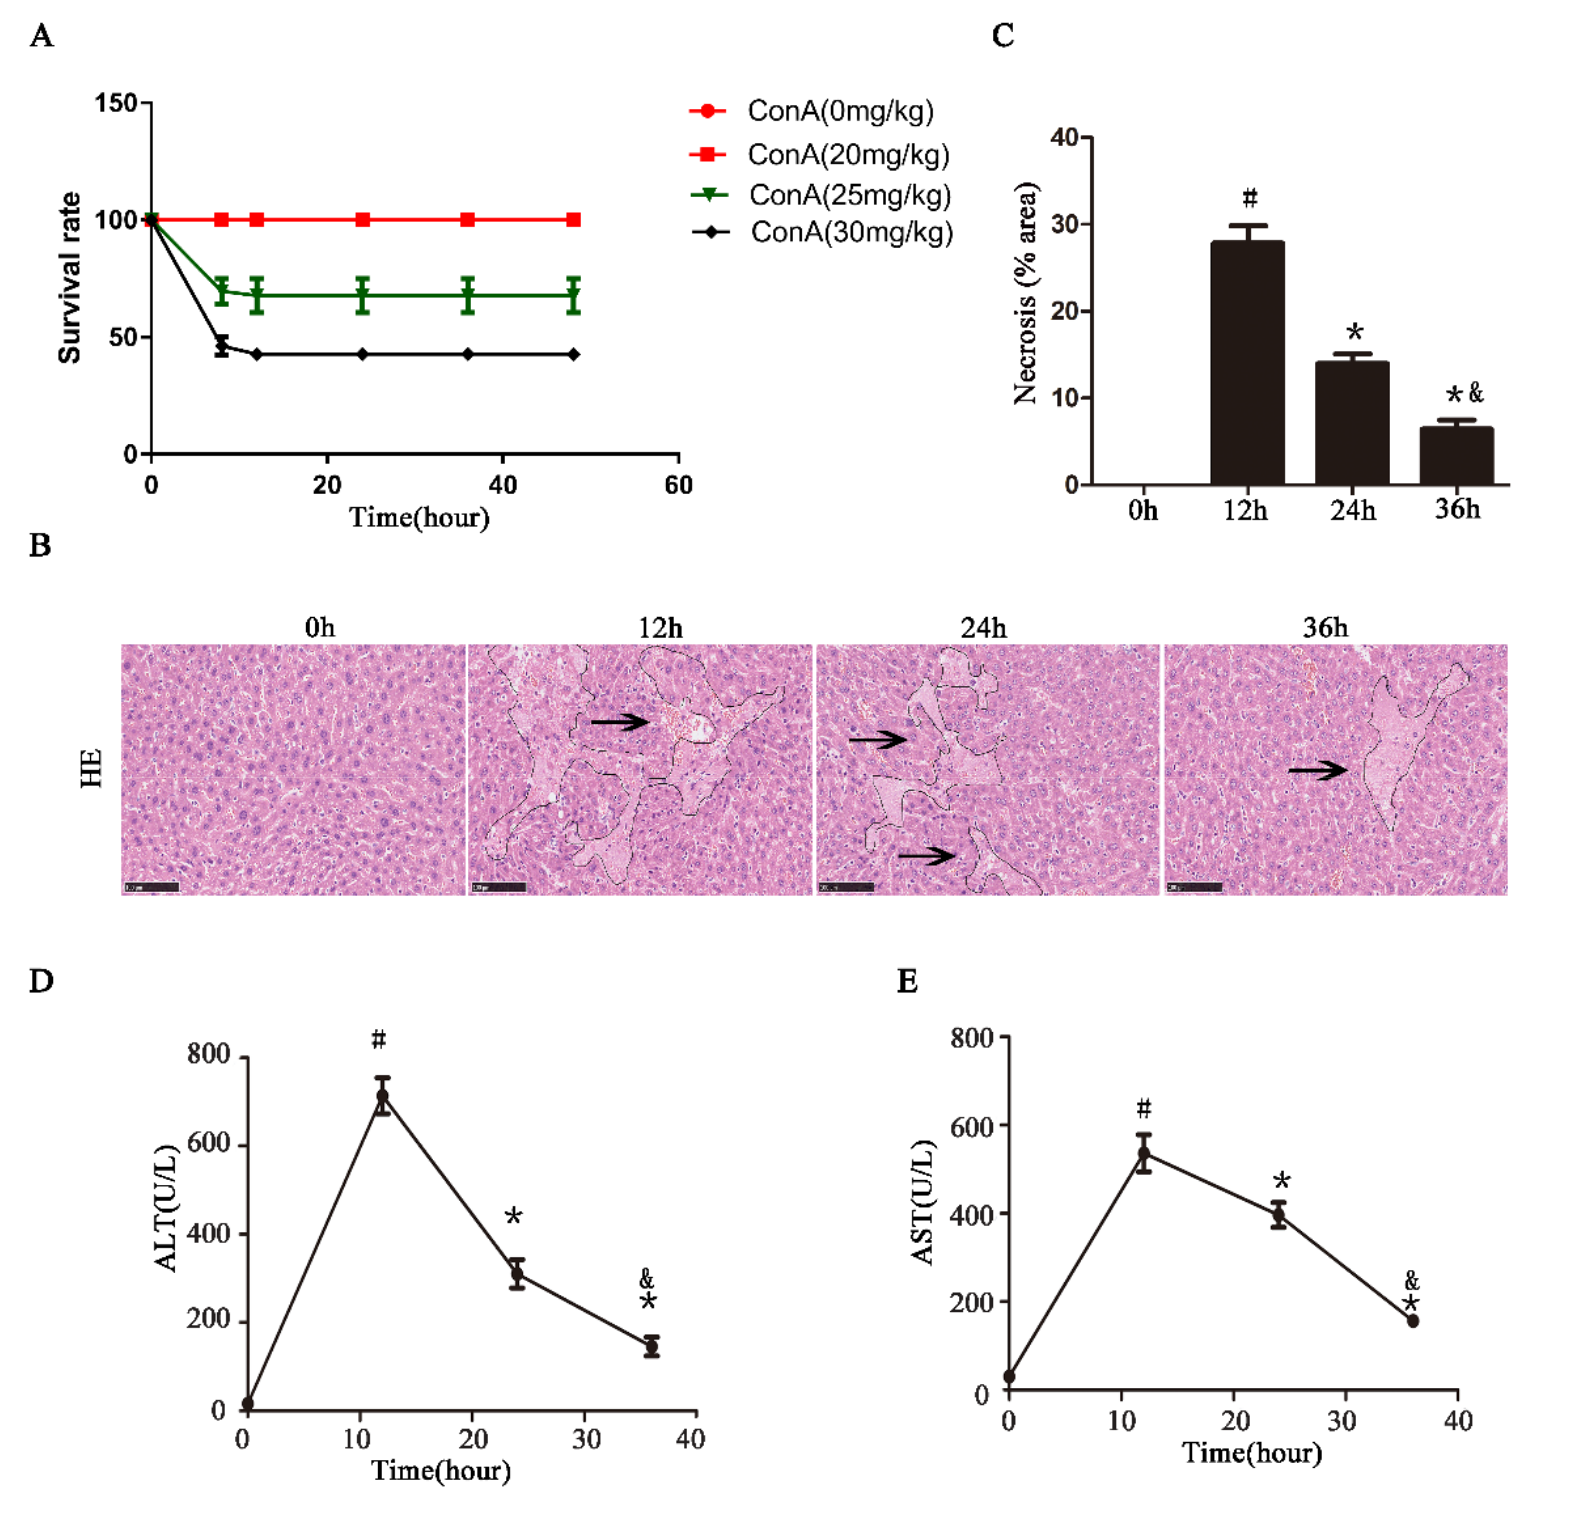 A
150
100
50
0
Survival rate
0 20 40 60
Time(hour)
ConA(0mg/kg)
ConA(20mg/kg)
ConA(25mg/kg)
ConA(30mg/kg)
C
40
30
20
10
0
Necrosis (% area)
#
*
* &
0h 12h 24h 36h
B
0h 12h 24h 36h
HE
D
800
600
400
200
0
ALT(U/L)
#
*
&
*
0 10 20 30 40
Time(hour)
E
800
600
400
200
0
AST(U/L)
#
*
&
*
0 10 20 30 40
Time(hour)